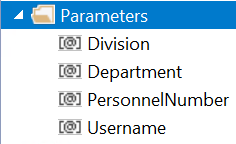 Parameters
[@] Division
[@] Department
[@] PersonnelNumber
[@] Username